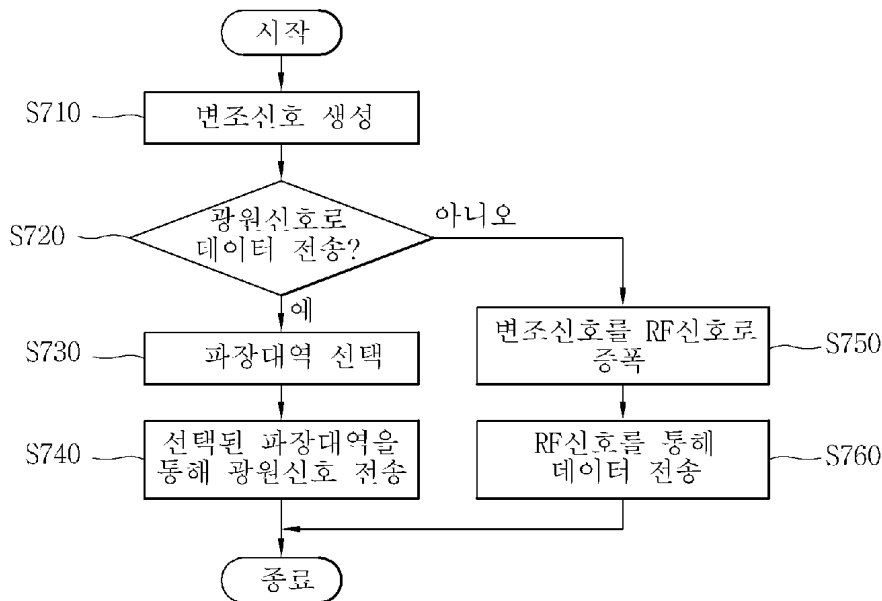 시작
S710
변조신호 생성
S720
광원신호로
데이터 전송?
아니오
예
S730
파장대역 선택
변조신호를 RF신호로
증폭
S750
S740
선택된 파장대역을
통해 광원신호 전송
RF신호를 통해
데이터 전송
S760
종료